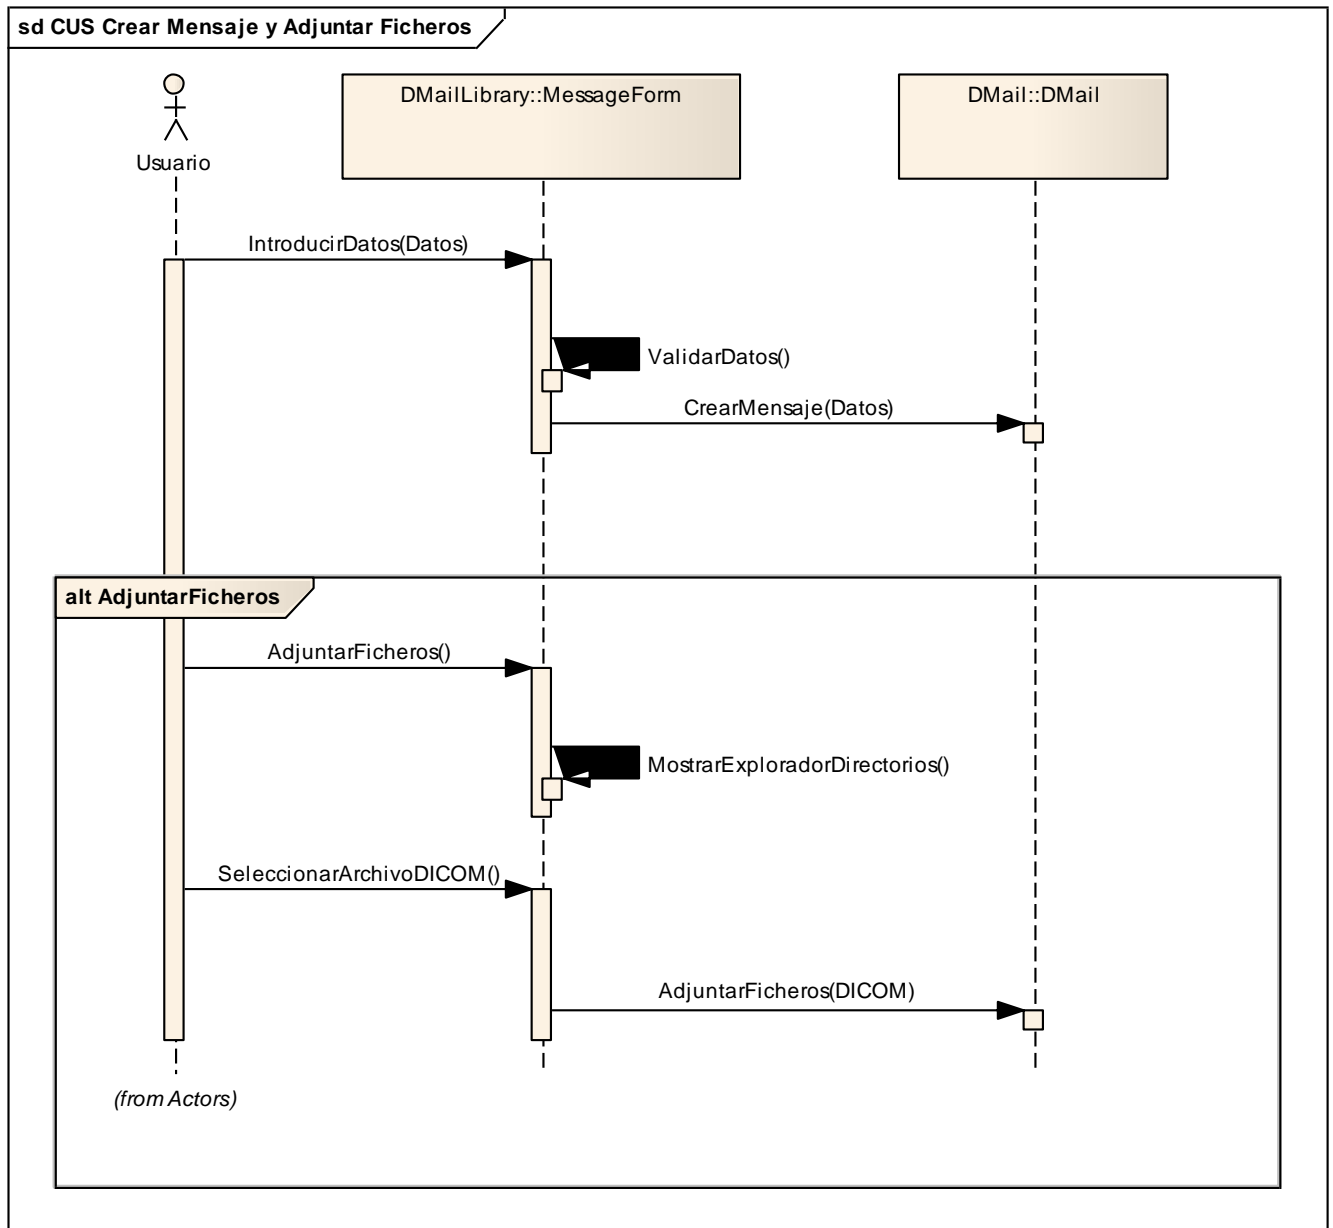 sd CUS Crear Mensaje y Adjuntar Ficheros
Usuario
DMailLibrary::MessageForm
DMail::DMail
IntroducirDatos(Datos)
ValidarDatos()
CrearMensaje(Datos)
alt AdjuntarFicheros
AdjuntarFicheros()
MostrarExploradorDirectorios()
SeleccionarArchivoDICOM()
AdjuntarFicheros(DICOM)
(from Actors)